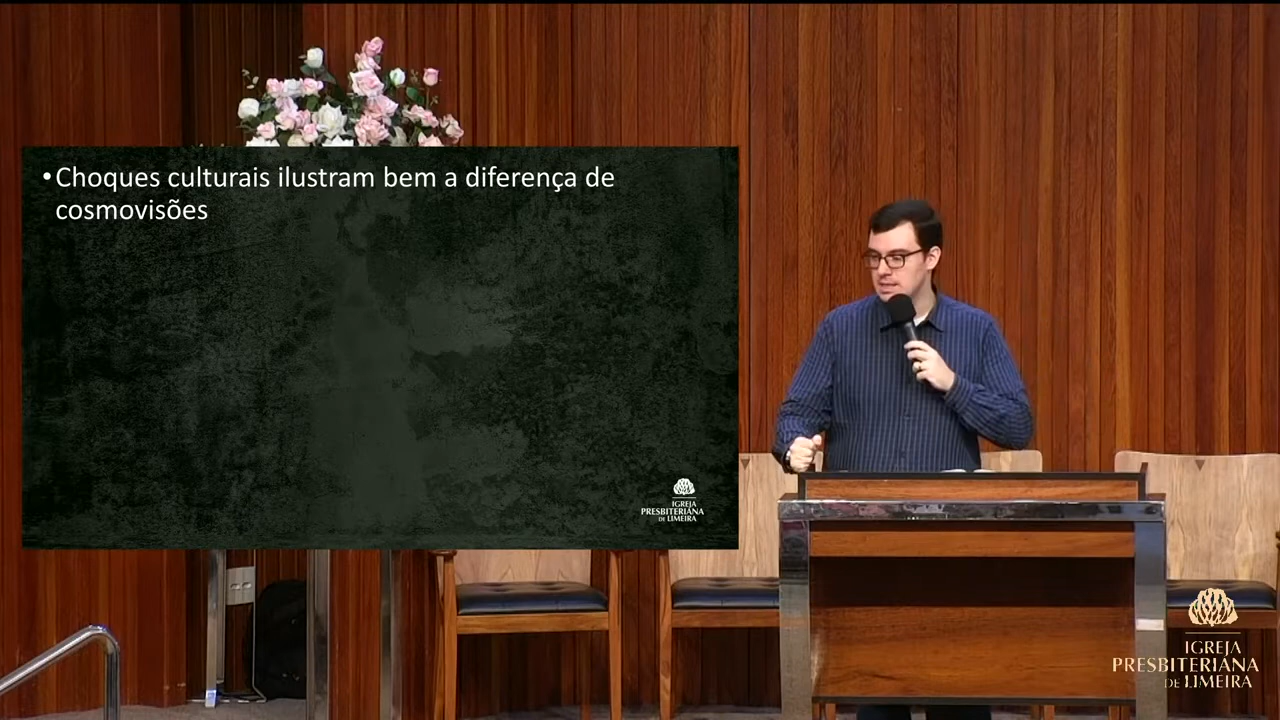 •Choques culturais ilustram bem a diferença de
cosmovisões
IGREJA
PRESBITERIANA
DE LIMEIRA
IGREJA
PRESBITERIANA
DE LIMEIRA